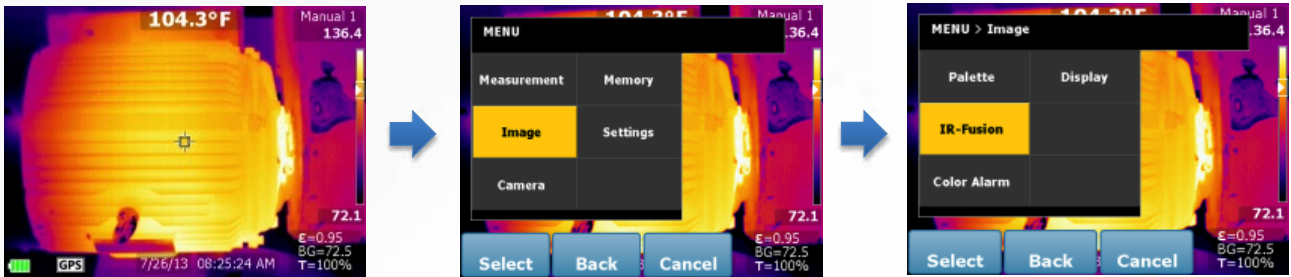 104.3°F
Manual 1
136.4
72.1
ε=0.95
BG=72.5
T=100%
GPS
7/26/13 08:25:24 AM
Manual 1
MENU
36.4
Measurement
Memory
Image
Settings
Camera
72.1
ε=0.95
BG=72.5
T=100%
Select
Back
Cancel
Manual 1
MENU > Image
36.4
Palette
Display
IR-Fusion
Color Alarm
72.1
ε=0.95
BG=72.5
T=100%
Select
Back
Cancel